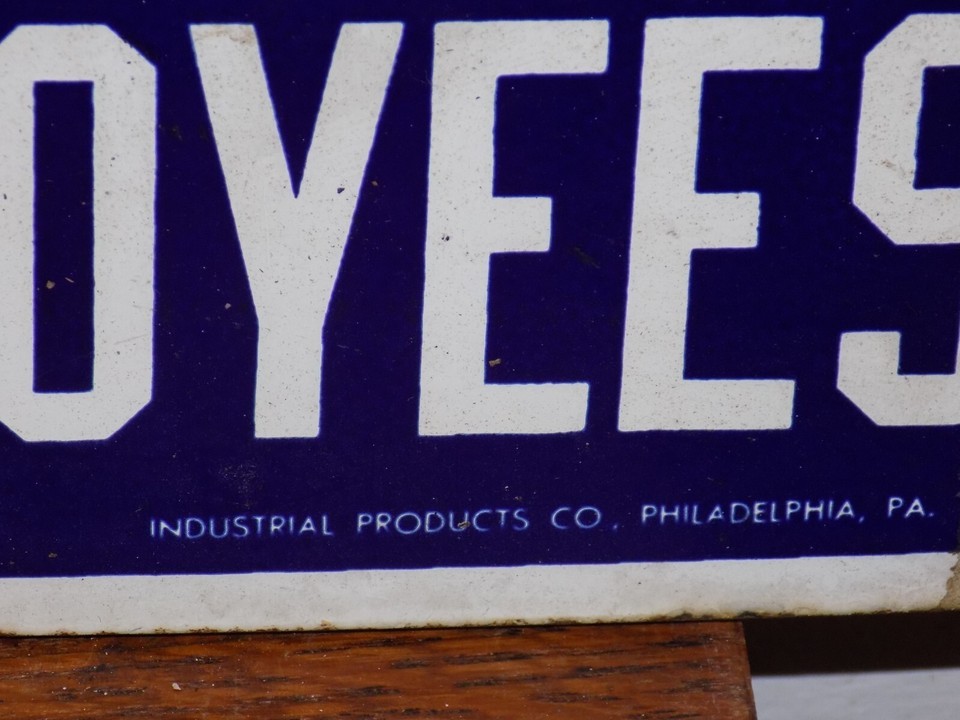 OYEES
INDUSTRIAL PRODUCTS CO. PHILADELPHIA, PA.